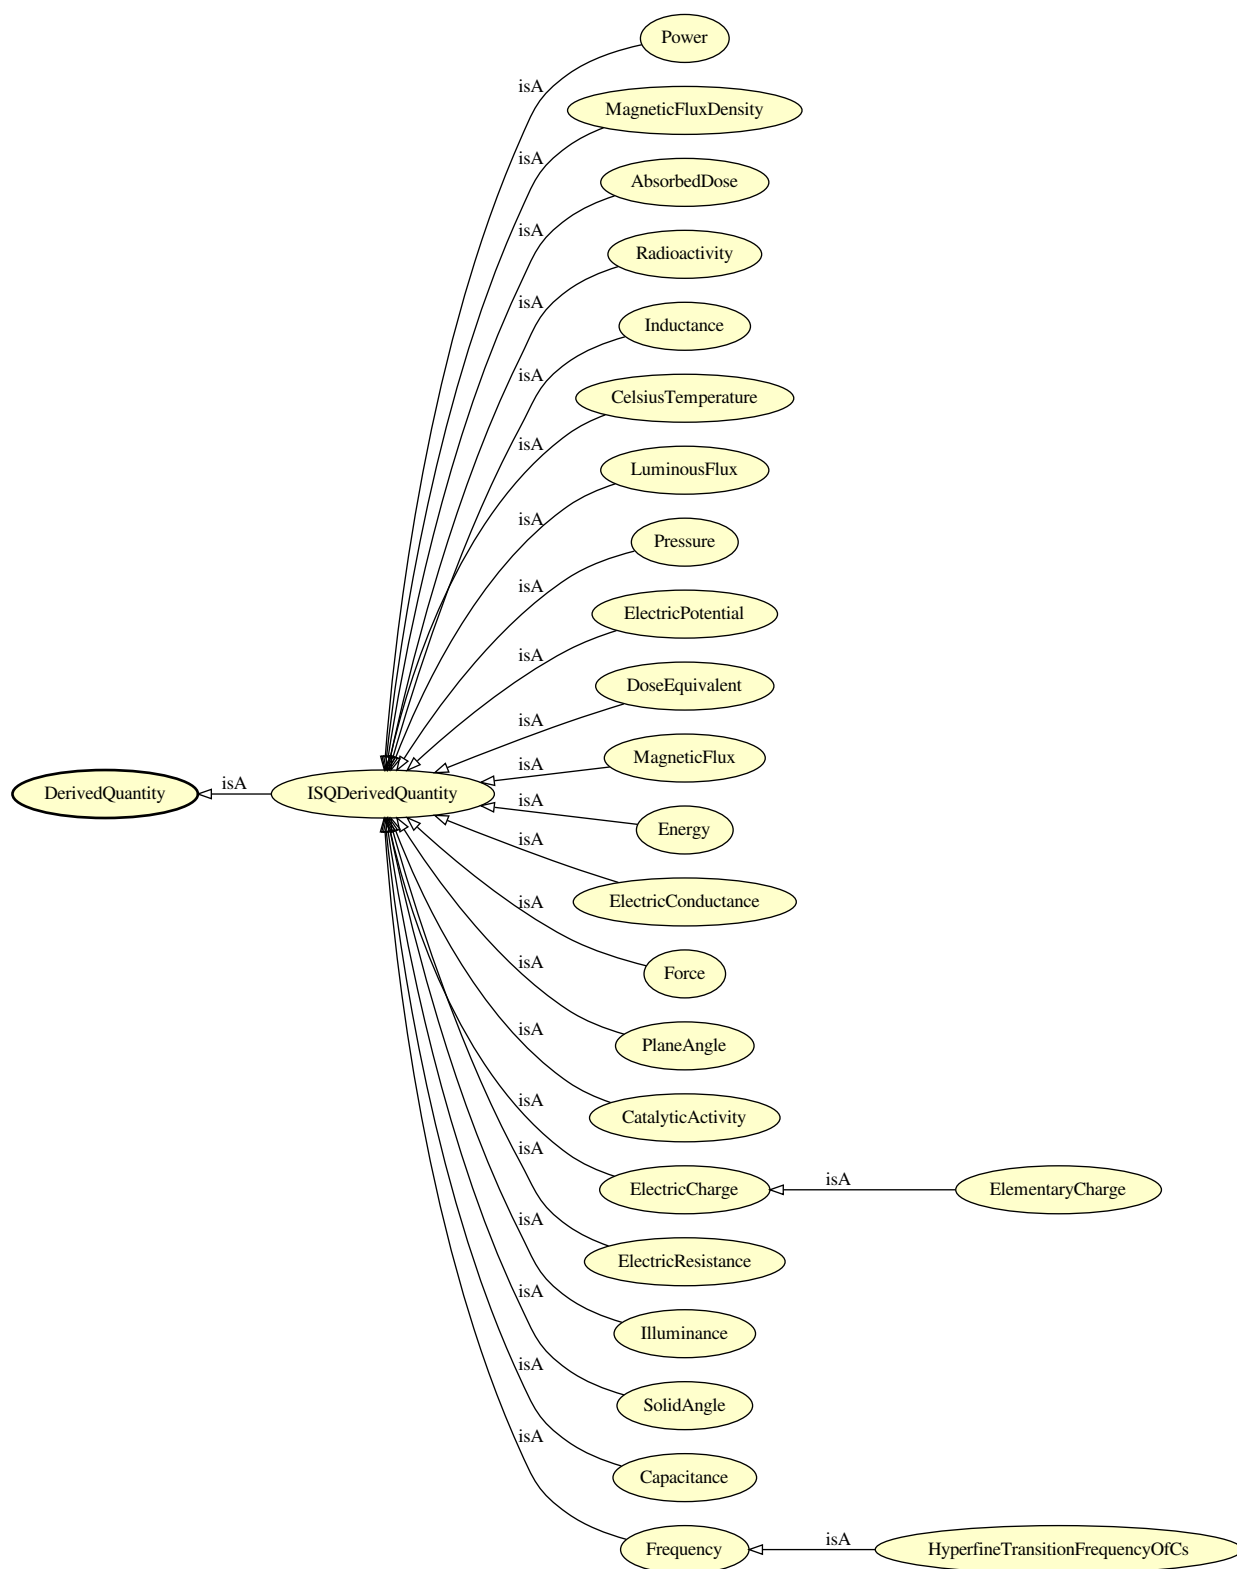 Power
isA
MagneticFluxDensity
isA
AbsorbedDose
isA
Radioactivity
isA
Inductance
isA
CelsiusTemperature
isA
LuminousFlux
isA
Pressure
isA
ElectricPotential
isA
DoseEquivalent
isA
MagneticFlux
isA
DerivedQuantity
isA
ISQDerivedQuantity
isA
Energy
isA
ElectricConductance
isA
Force
isA
PlaneAngle
isA
CatalyticActivity
isA
ElectricCharge
isA
ElementaryCharge
isA
ElectricResistance
isA
Illuminance
isA
SolidAngle
isA
Capacitance
isA
Frequency
isA
HyperfineTransitionFrequencyOfCs